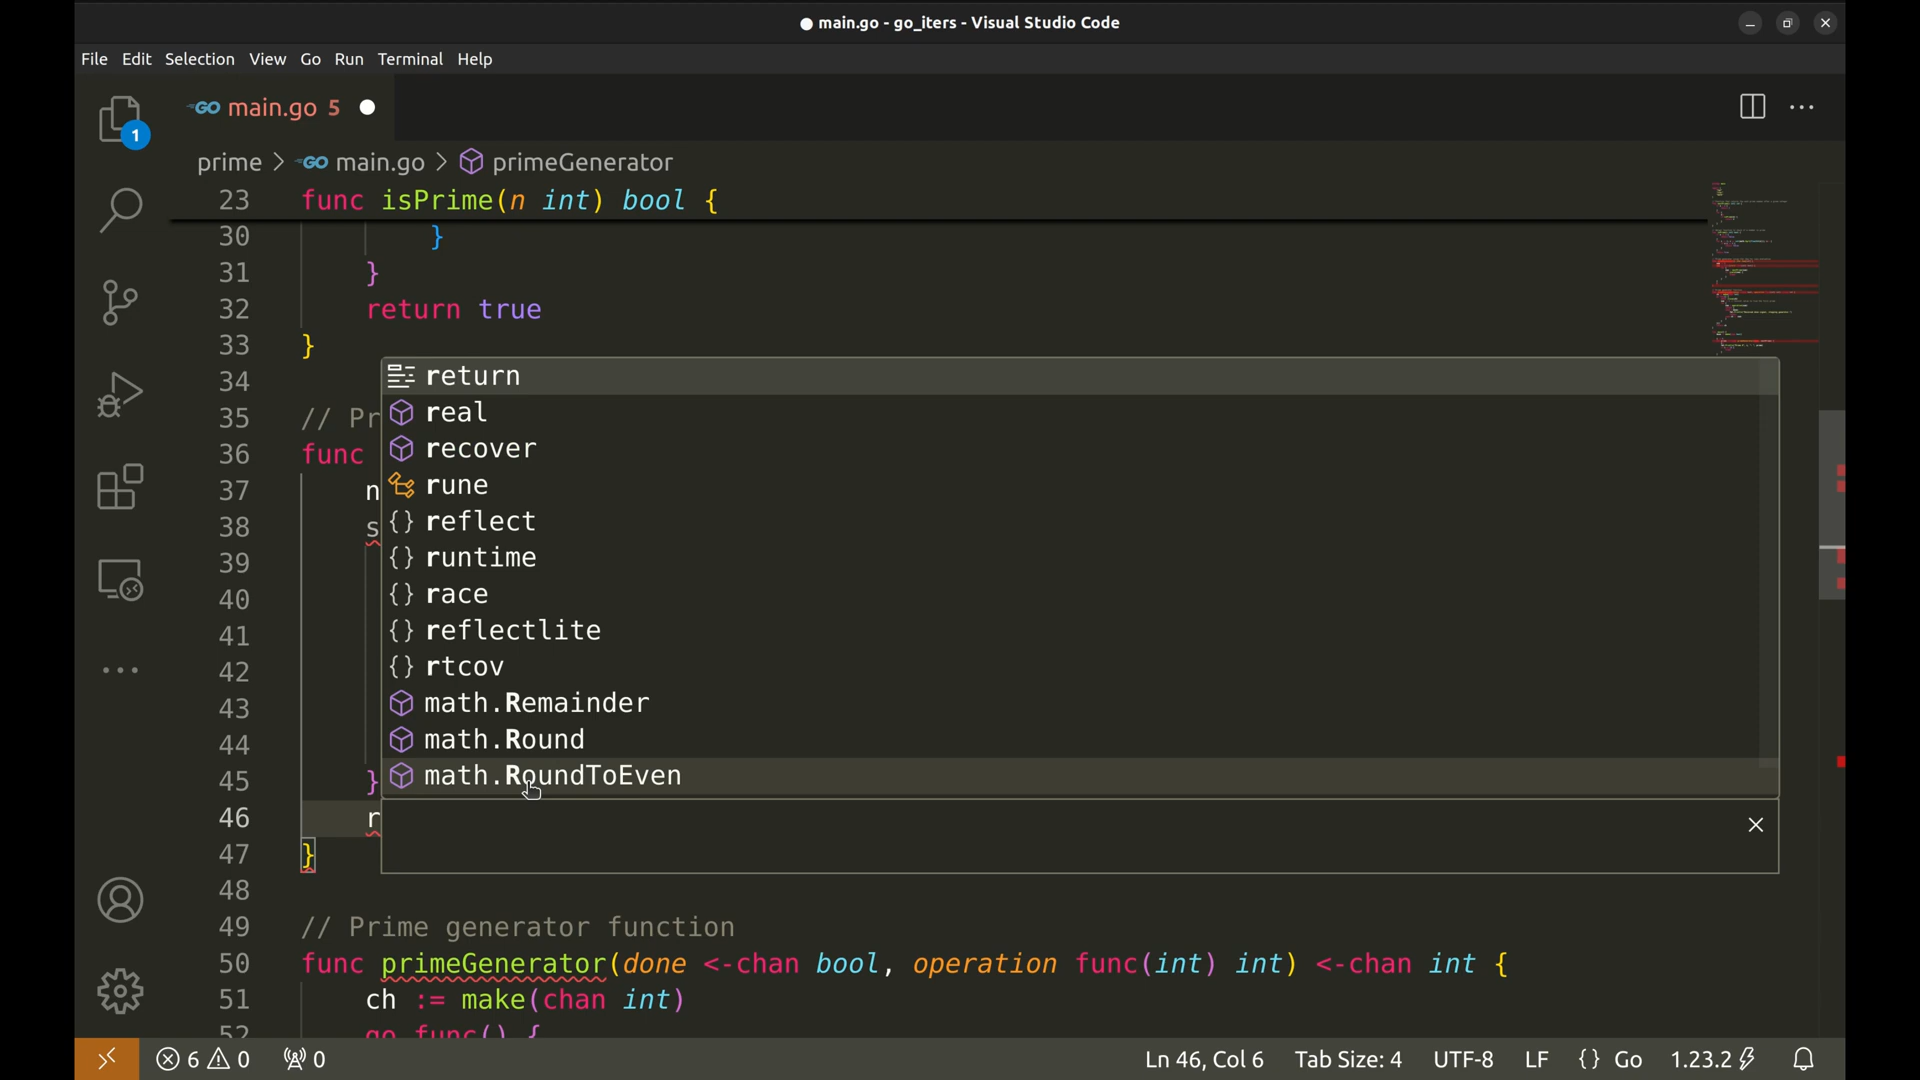 main.go - go_iters - Visual Studio Code
File Edit Selection View Go Run Terminal Help
GO main.go 5
1
prime > GO main.go > primeGenerator
23 func isPrime(n int) bool {
30 }
31 }
32 return true
33 }
34 return
real
35 // Pr
recover
36 func
rune
37 n
reflect
38 s
runtime
39
race
40
reflectlite
41
rtcov
42
math.Remainder
43
math.Round
44
math.RoundToEven
45 }
46 r
47 }
48
49 // Prime generator function
50 func primeGenerator(done <-chan bool, operation func(int) int) <-chan int {
51 ch := make(chan int)
52 go func() {
6 0 0 Ln 46, Col 6 Tab Size: 4 UTF-8 LF {} Go 1.23.2